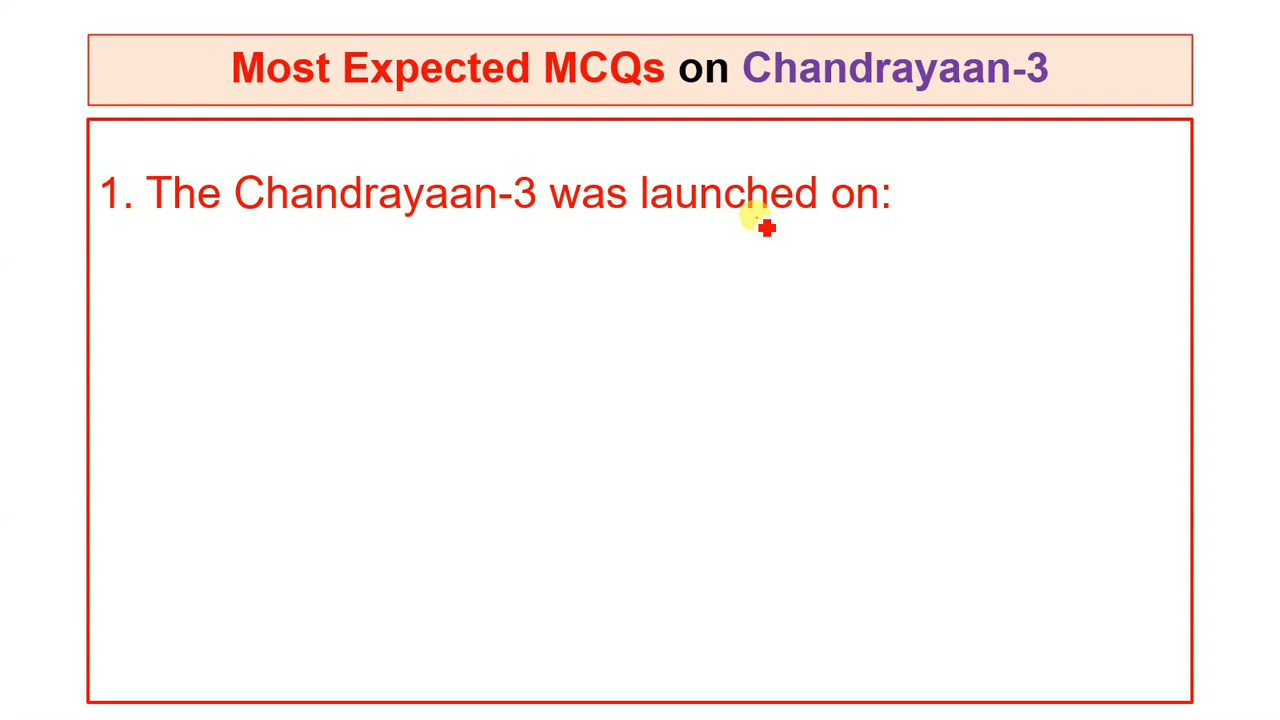 Most Expected MCQs on Chandrayaan-3
1. The Chandrayaan-3 was launched on: